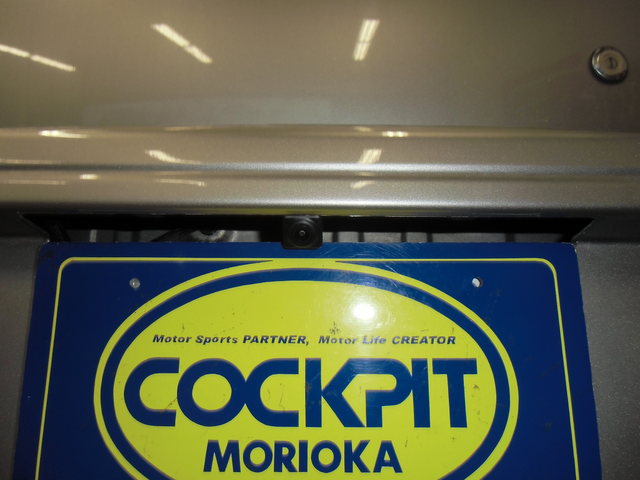 Motor Sports PARTNER, Motor Life CREATOR
COCKPIT
MORIOKA